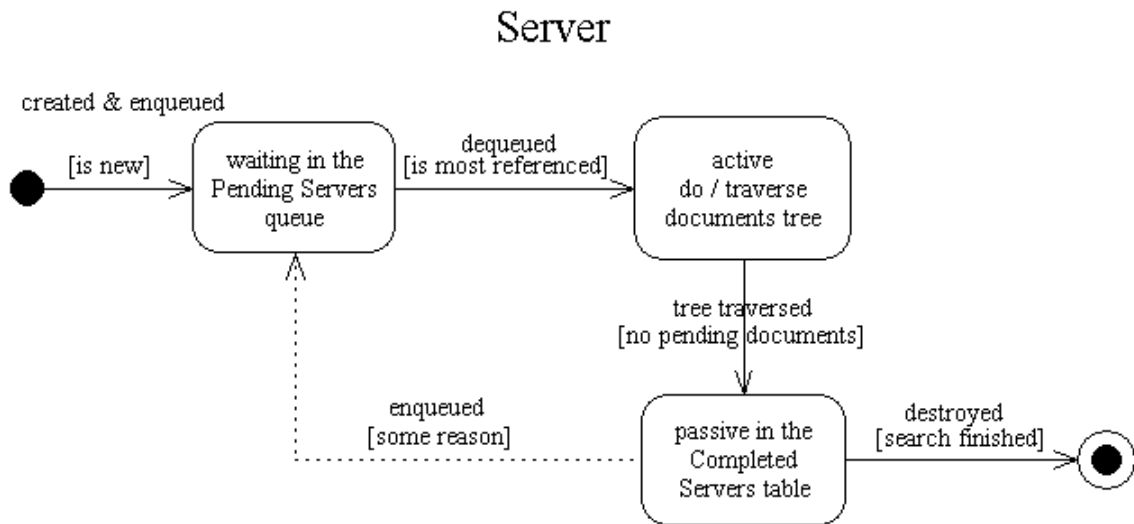 Server
created & enqueued
[is new]
waiting in the
Pending Servers
queue
dequeued
[is most referenced]
active
do / traverse
documents tree
tree traversed
[no pending documents]
enqueued
[some reason]
passive in the
Completed
Servers table
destroyed
[search finished]